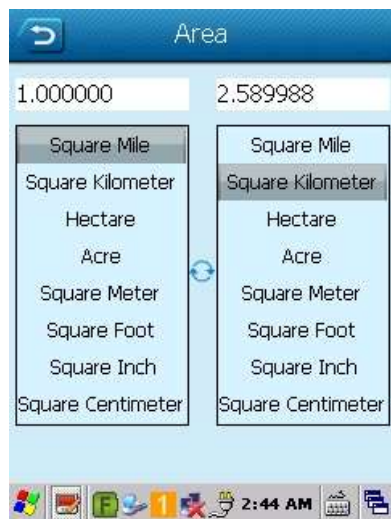 Area
1.000000 2.589988
Square Mile Square Mile
Square Kilometer Square Kilometer
Hectare Hectare
Acre Acre
Square Meter Square Meter
Square Foot Square Foot
Square Inch Square Inch
Square Centimeter Square Centimeter
F 1 2:44 AM